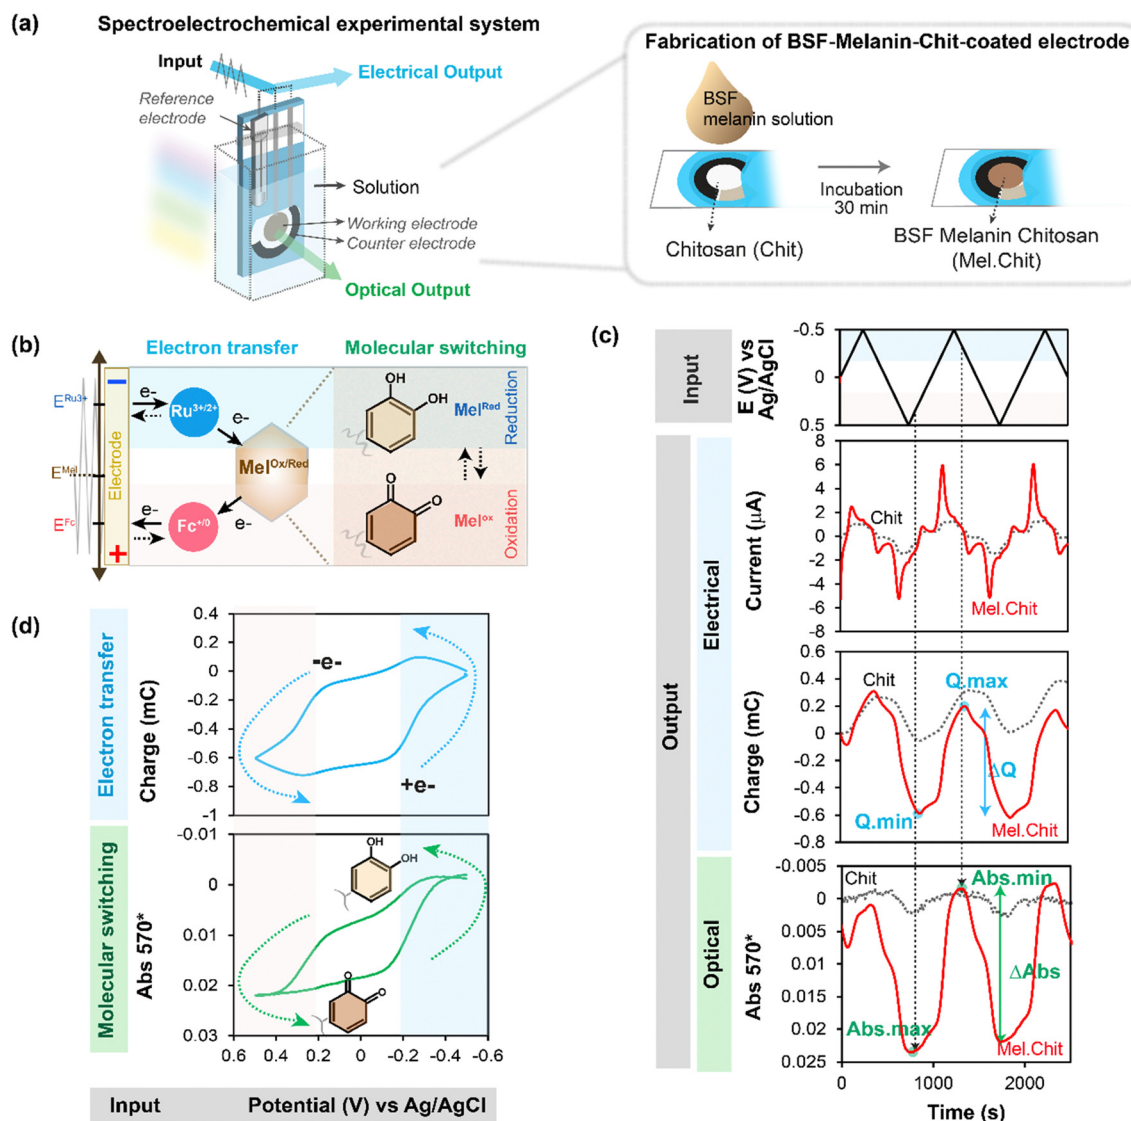 (a)
Spectroelectrochemical experimental system
Input
Electrical Output
Reference
electrode
Solution
Working electrode
Counter electrode
Optical Output
Fabrication of BSF-Melanin-Chit-coated electrode
BSF
melanin solution
Incubation
30 min
Chitosan (Chit)
BSF Melanin Chitosan
(Mel.Chit)
(b)
Electron transfer
Molecular switching
E^Ru3+
E^Mel
E^Fc
Electrode
e-
Ru^3+/2+
e-
Mel^Ox/Red
Fc^+/0
e-
e-
OH
OH
Mel^Red
Reduction
O
O
Mel^ox
Oxidation
(c)
Input
E (V) vs
Ag/AgCl
-0.5
0
0.5
Output
Electrical
Current (µA)
8
6
4
2
0
-2
-4
-6
-8
Chit
Mel.Chit
Charge (mC)
0.6
0.4
0.2
0
-0.2
-0.4
-0.6
-0.8
Chit
Q.max
ΔQ
Q.min
Mel.Chit
Optical
Abs 570*
-0.005
0
0.005
0.01
0.015
0.02
0.025
Chit
Abs.min
ΔAbs
Abs.max
Mel.Chit
0
1000
2000
Time (s)
(d)
Electron transfer
Charge (mC)
0.4
0.2
0
-0.2
-0.4
-0.6
-0.8
-1
-e-
+e-
Molecular switching
Abs 570*
-0.01
0
0.01
0.02
0.03
OH
OH
O
O
0.6
0.4
0.2
0
-0.2
-0.4
-0.6
Input
Potential (V) vs Ag/AgCl